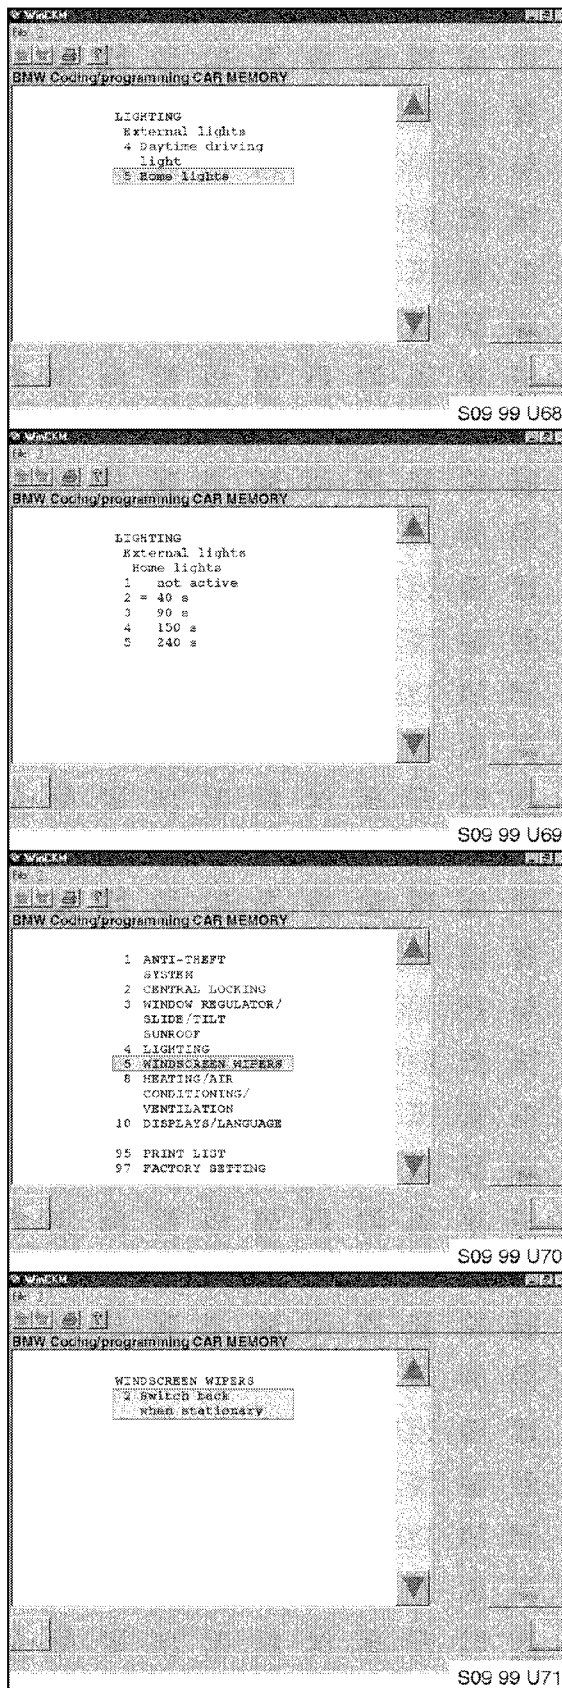 WinCKM
File ?
BMW Coding/programming CAR MEMORY
LIGHTING
External lights
4 Daytime driving
light
5 Home lights
S09 99 U68
WinCKM
File ?
BMW Coding/programming CAR MEMORY
LIGHTING
External lights
Home lights
1 not active
2 = 40 s
3 90 s
4 150 s
5 240 s
S09 99 U69
WinCKM
File ?
BMW Coding/programming CAR MEMORY
1 ANTI-THEFT
SYSTEM
2 CENTRAL LOCKING
3 WINDOW REGULATOR/
SLIDE/TILT
SUNROOF
4 LIGHTING
5 WINDSCREEN WIPERS
8 HEATING/AIR
CONDITIONING/
VENTILATION
10 DISPLAYS/LANGUAGE
95 PRINT LIST
97 FACTORY SETTING
S09 99 U70
WinCKM
File ?
BMW Coding/programming CAR MEMORY
WINDSCREEN WIPERS
2 Switch back
when stationary
S09 99 U71